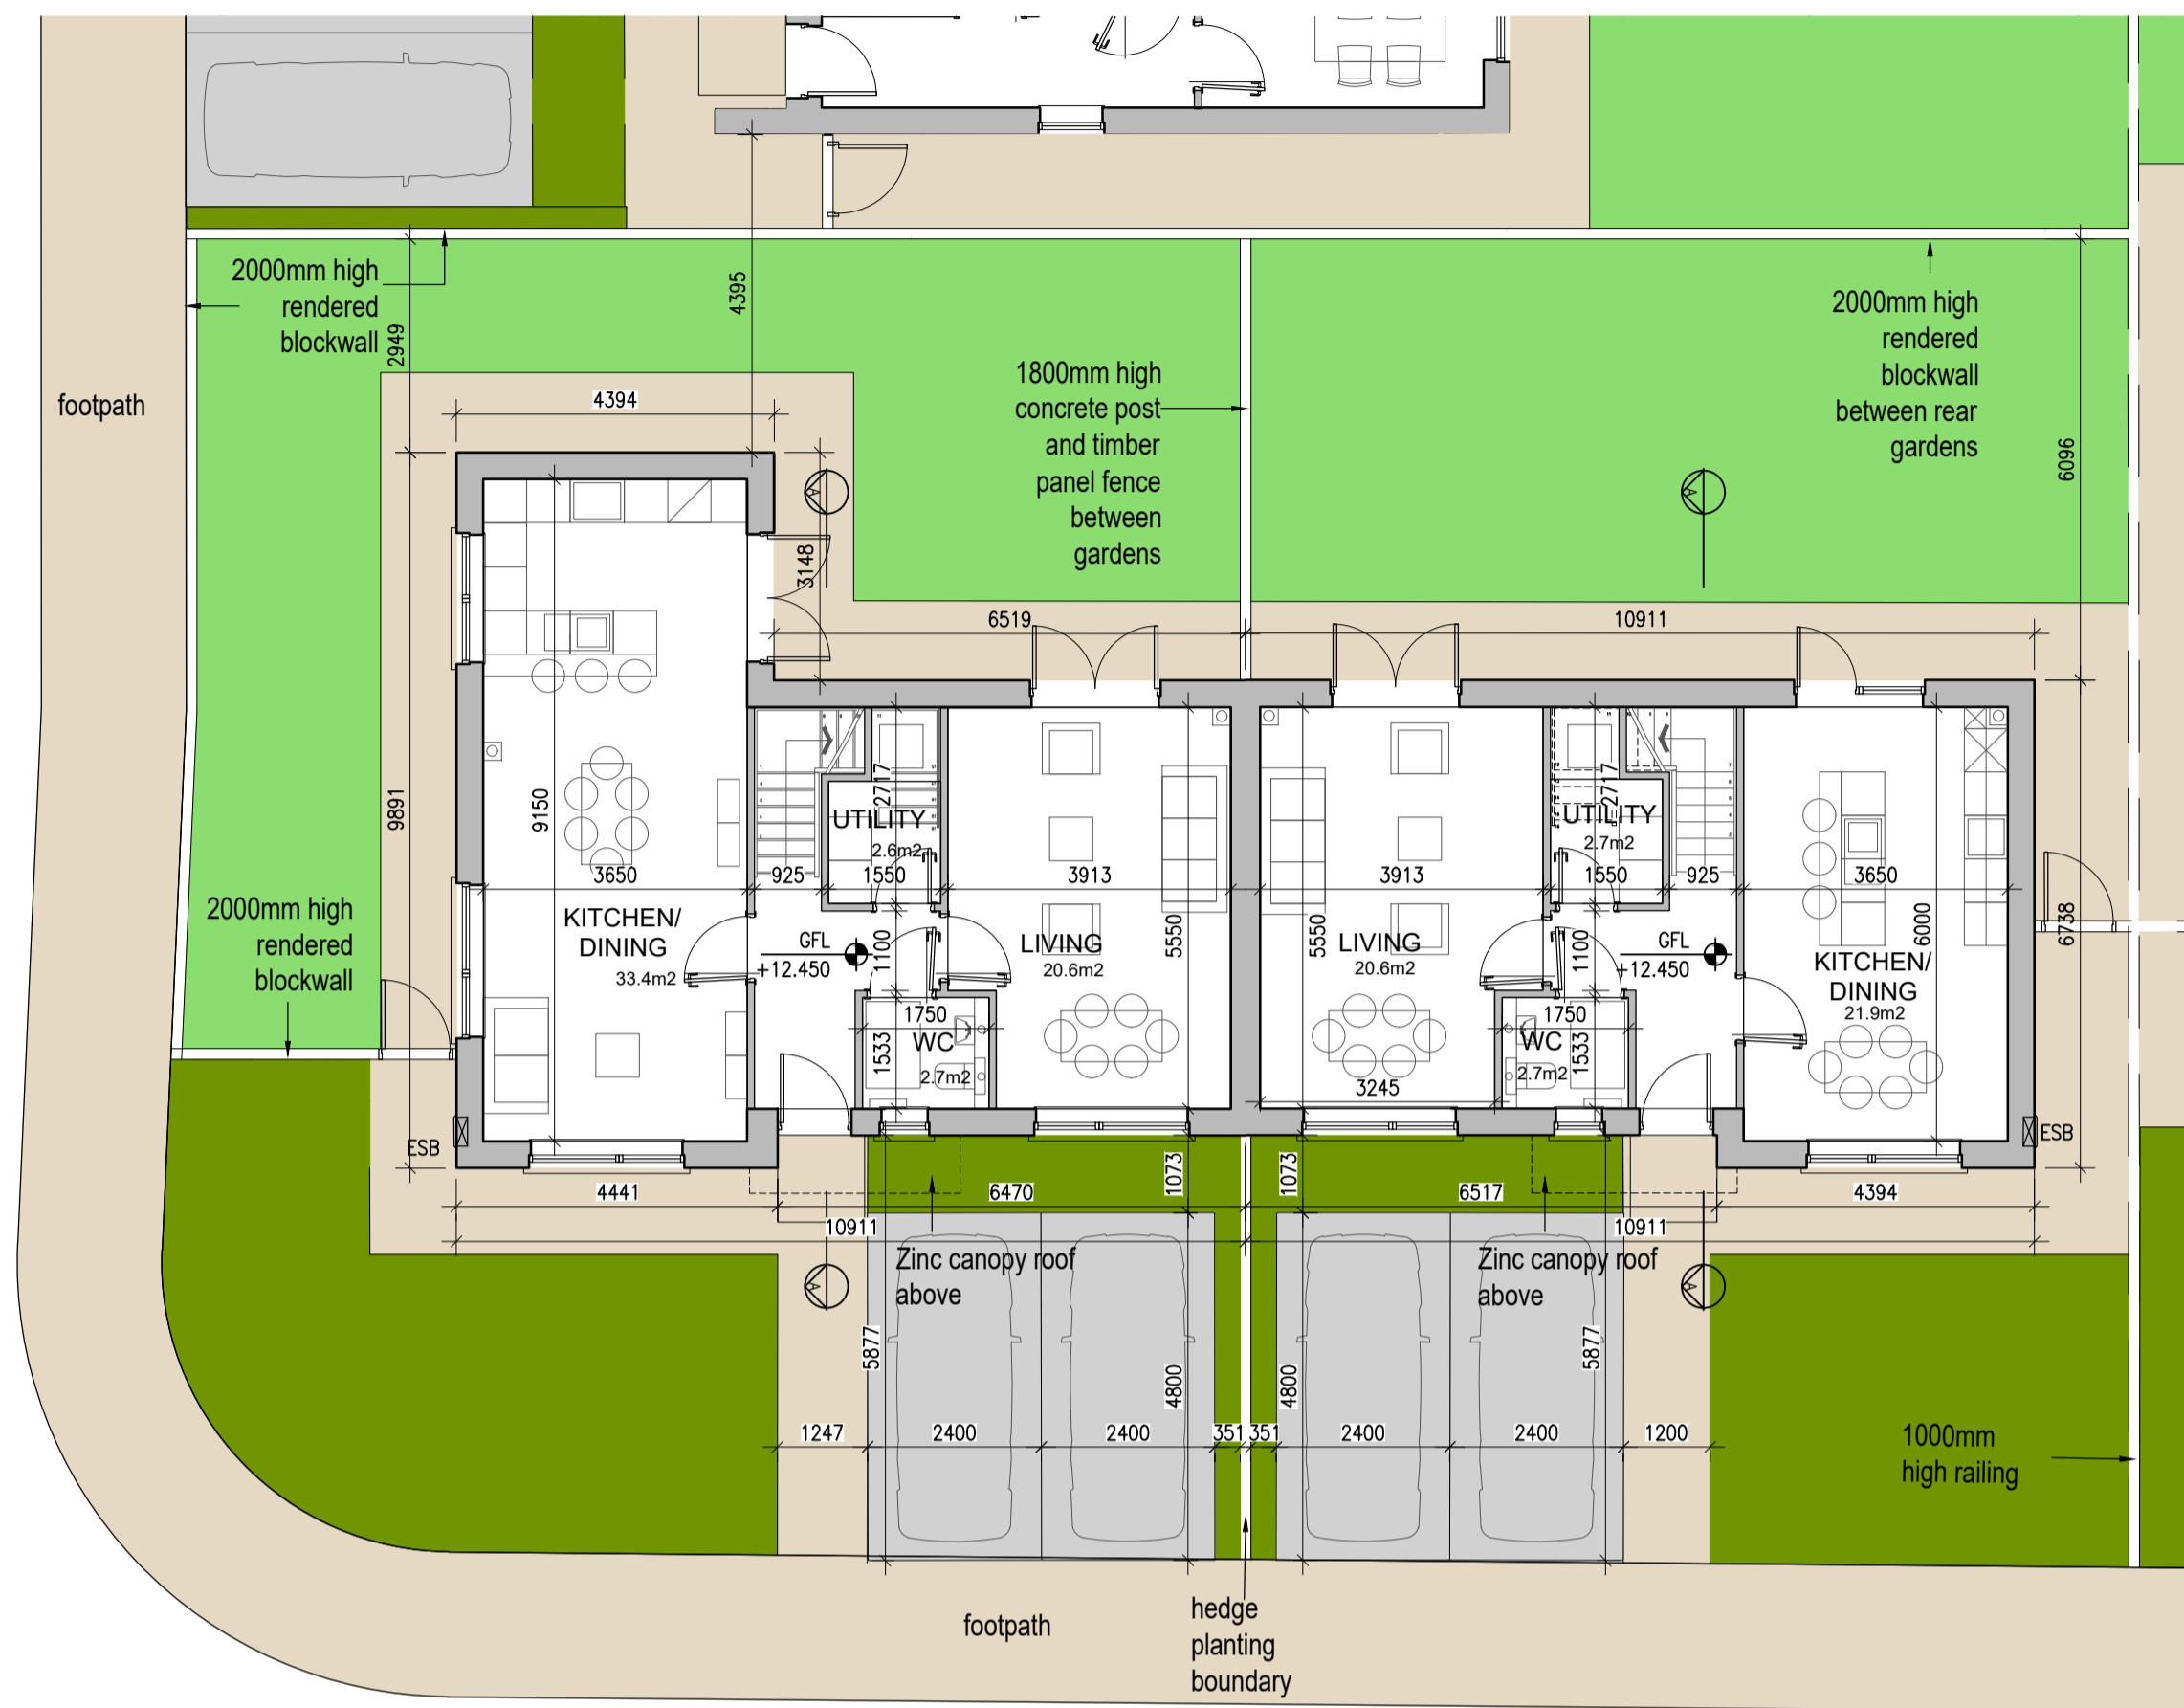 2000mm high
rendered
blockwall
2949
4395
2000mm high
rendered
blockwall
between rear
gardens
footpath
4394
1800mm high
concrete post
and timber
panel fence
between
gardens
6096
A
A
3148
6519
10911
9891
9150
2717
UTILITY
2.6m2
2717
UTILITY
2.7m2
3650
925
1550
3913
3913
1550
925
3650
2000mm high
rendered
blockwall
KITCHEN/
DINING
33.4m2
GFL
+12.450
1100
LIVING
20.6m2
5550
5550
LIVING
20.6m2
1100
GFL
+12.450
6000
KITCHEN/
DINING
21.9m2
6738
1750
WC
2.7m2
1533
1750
WC
2.7m2
1533
3245
ESB
ESB
4441
6470
1073
1073
6517
4394
10911
10911
Zinc canopy roof
above
Zinc canopy roof
above
A
A
5877
4800
4800
5877
1247
2400
2400
351
351
2400
2400
1200
1000mm
high railing
footpath
hedge
planting
boundary